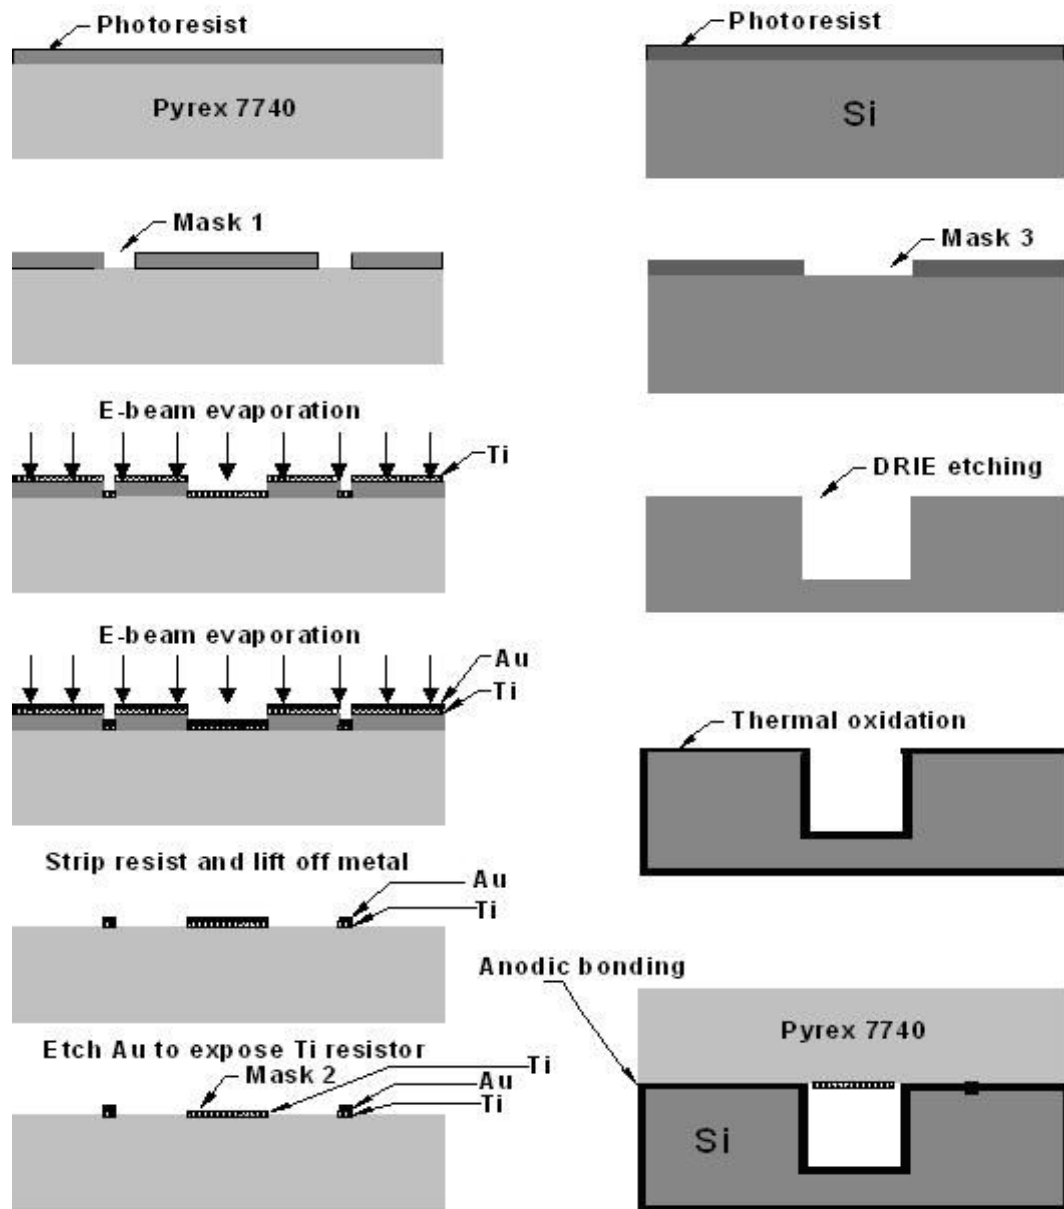 Photoresist
Pyrex 7740
Mask 1
E-beam evaporation
Ti
E-beam evaporation
Au
Ti
Strip resist and lift off metal
Au
Ti
Etch Au to expose Ti resistor
Mask 2
Ti
Au
Ti
Photoresist
Si
Mask 3
DRIE etching
Thermal oxidation
Anodic bonding
Pyrex 7740
Si